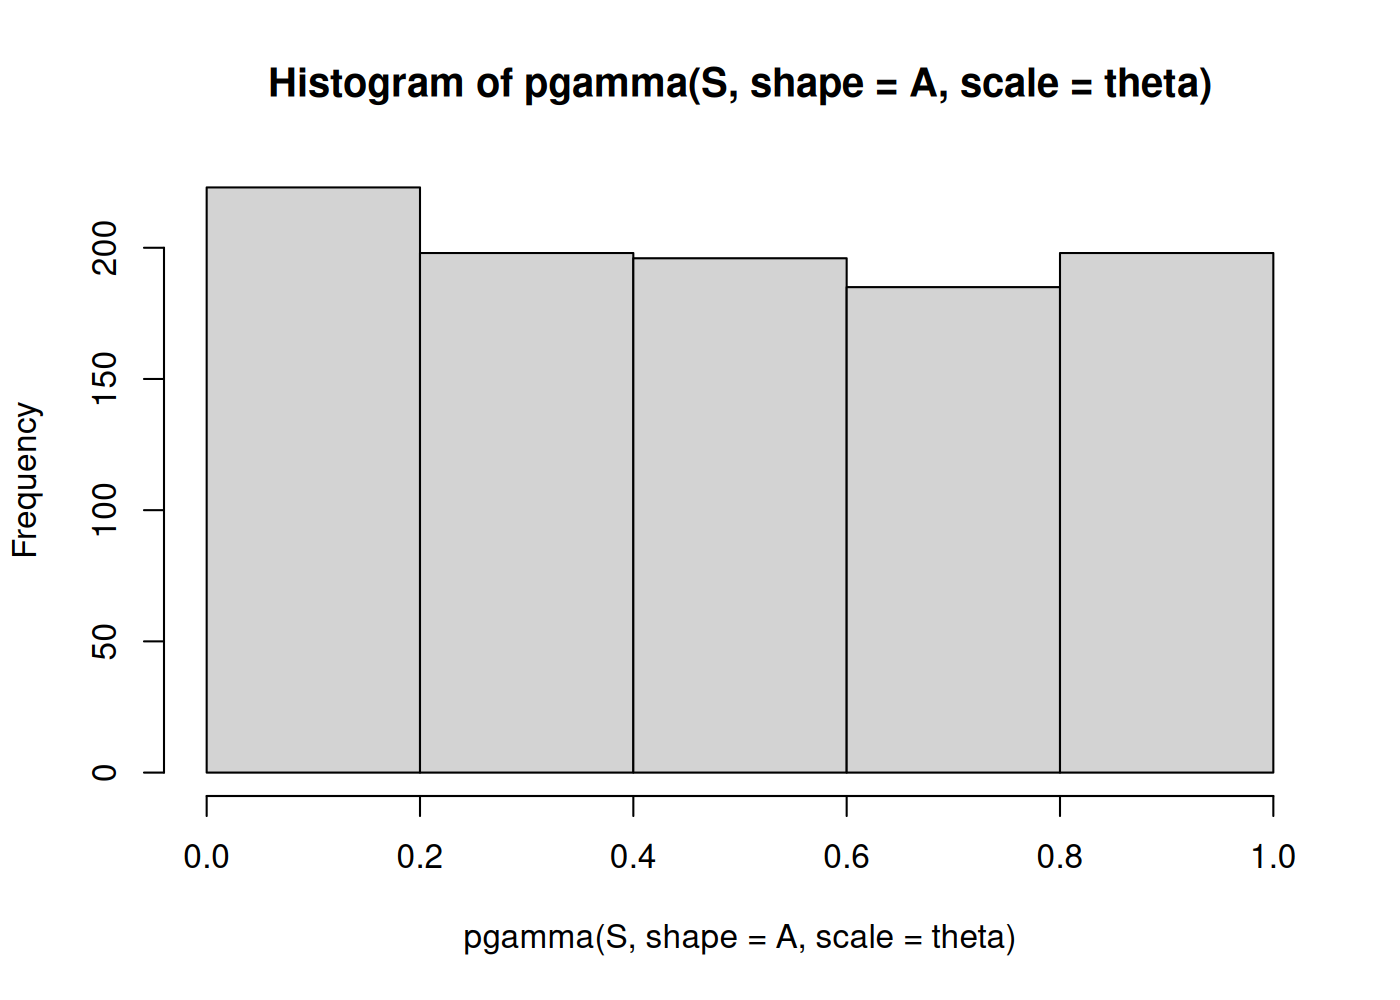 Histogram of pgamma(S, shape = A, scale = theta)
Frequency
200
150
100
50
0
0.0 0.2 0.4 0.6 0.8 1.0
pgamma(S, shape = A, scale = theta)